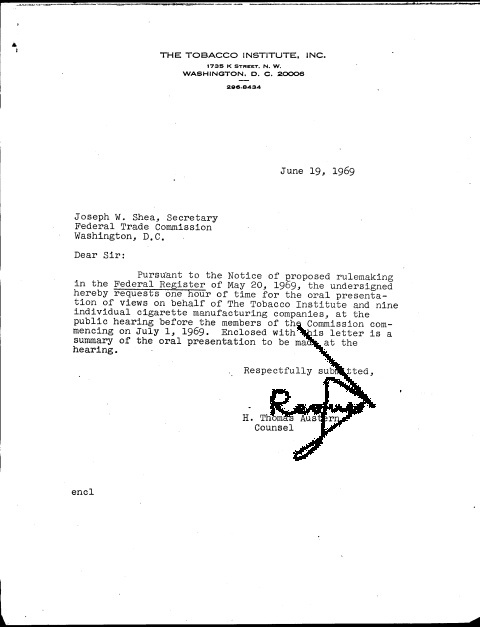 THE TOBACCO INSTITUTE, INC.
1735 K STREET, N. W.
WASHINGTON, D. C. 20006
296-8434
June 19, 1969
Joseph W. Shea, Secretary
Federal Trade Commission
Washington, D.C.
Dear Sir:
Pursuant to the Notice of proposed rulemaking
in the Federal Register of May 20, 1969, the undersigned
hereby requests one hour of time for the oral presenta-
tion of views on behalf of The Tobacco Institute and nine
individual cigarette manufacturing companies, at the
public hearing before the members of the Commission com-
mencing on July 1, 1969. Enclosed with this letter is a
summary of the oral presentation to be made at the
hearing.
Respectfully submitted,
H. Thomas Austern
Counsel
encl